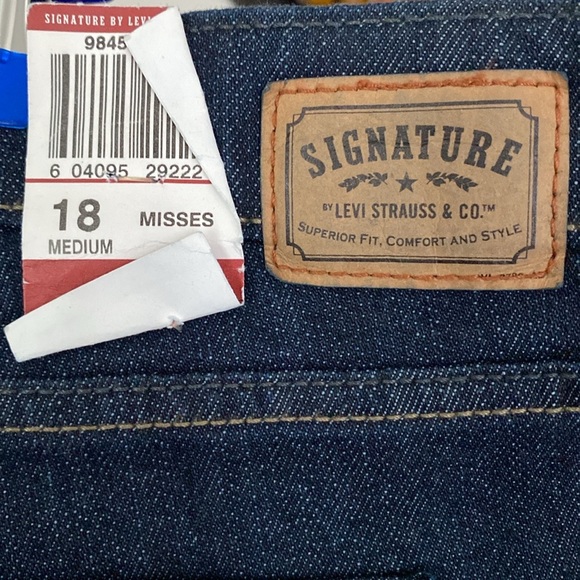 SIGNATURE BY LEVI
9845
6 04095 29222
18
MEDIUM
MISSES
SIGNATURE
BY LEVI STRAUSS & CO.™
SUPERIOR FIT, COMFORT AND STYLE